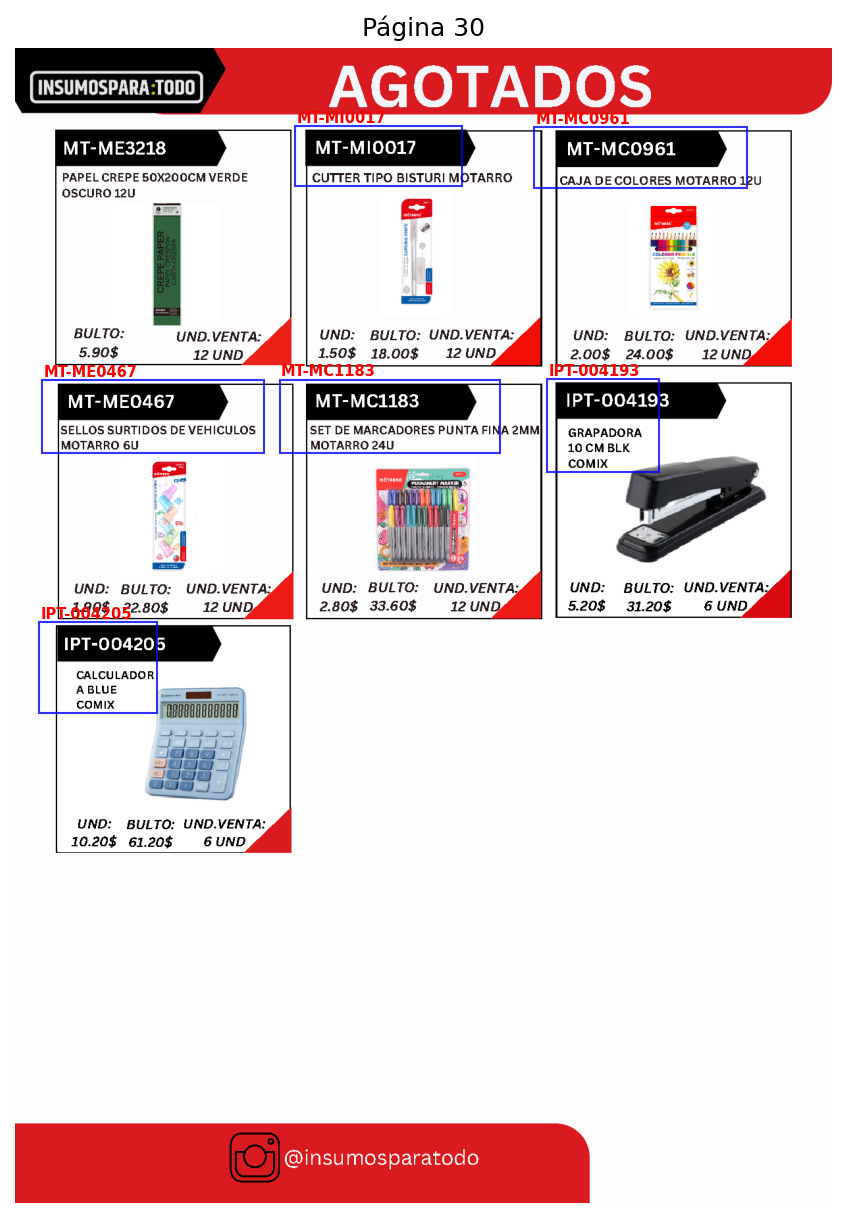 Página 30
INSUMOSPARA:TODO
AGOTADOS
MT-MI0017
MT-MC0961
MT-ME3218
MT-MI0017
MT-MC0961
PAPEL CREPE 50X200CM VERDE
OSCURO 12U
CUTTER TIPO BISTURI MOTARRO
CAJA DE COLORES MOTARRO 12U
CREPE PAPER
COLORED PENCILS
BULTO:
5.90$
UND.VENTA:
12 UND
UND:
1.50$
BULTO:
18.00$
UND.VENTA:
12 UND
UND:
2.00$
BULTO:
24.00$
UND.VENTA:
12 UND
MT-ME0467
MT-MC1183
IPT-004193
MT-ME0467
MT-MC1183
IPT-004193
SELLOS SURTIDOS DE VEHICULOS
MOTARRO 6U
SET DE MARCADORES PUNTA FINA 2MM
MOTARRO 24U
GRAPADORA
10 CM BLK
COMIX
MOTARRO
PERMANENT MARKER
UND:
1.90$
BULTO:
22.80$
UND.VENTA:
12 UND
UND:
2.80$
BULTO:
33.60$
UND.VENTA:
12 UND
UND:
5.20$
BULTO:
31.20$
UND.VENTA:
6 UND
IPT-004205
IPT-004205
CALCULADOR
A BLUE
COMIX
UND:
10.20$
BULTO:
61.20$
UND.VENTA:
6 UND
@insumosparatodo